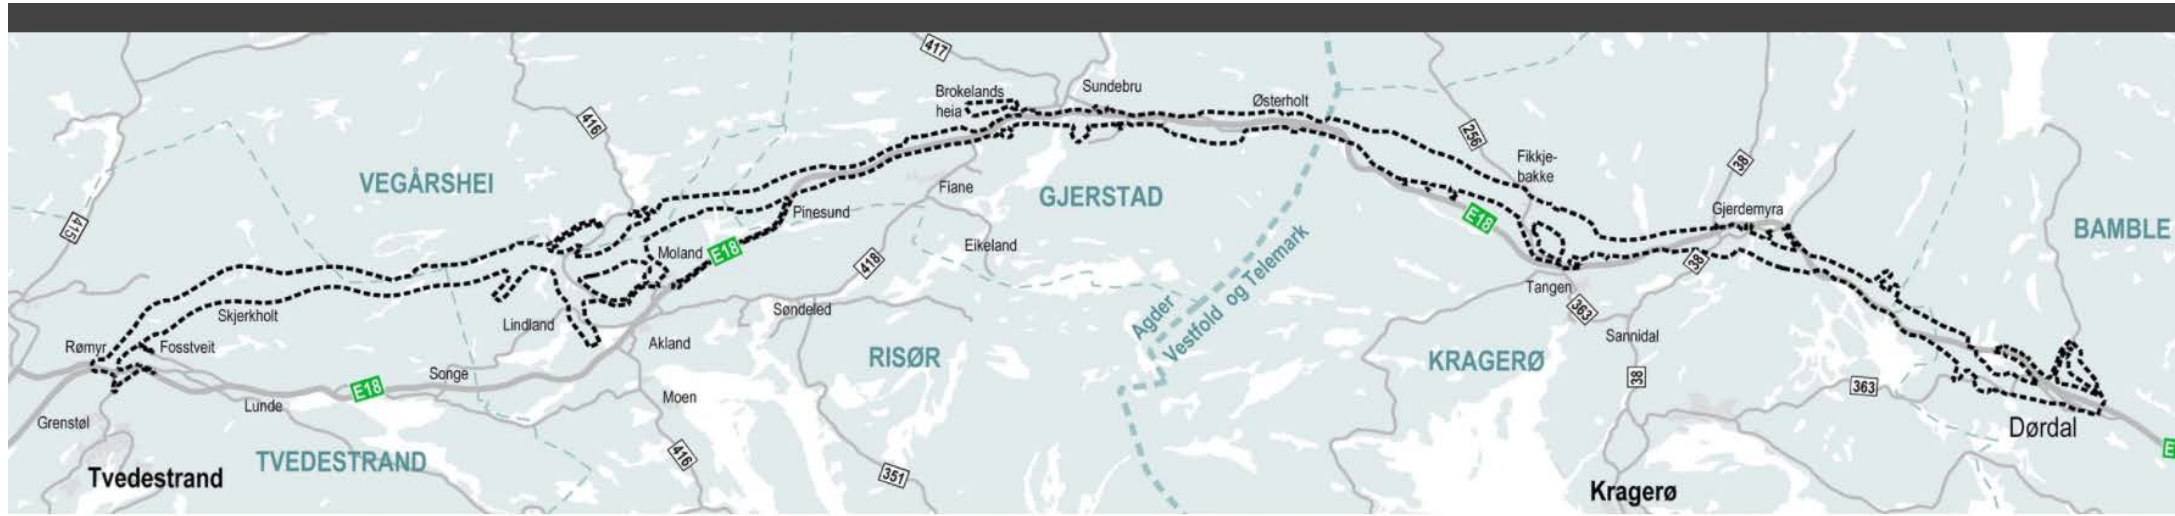 417
Brokelands
heia
Sundebru
Østerholt
416
256
Fikkje-
bakke
38
VEGÅRSHEI
Fiane
GJERSTAD
Pinesund
E18
Gjerdemyra
BAMBLE
415
Moland
E18
Eikeland
418
38
Agder
Vestfold og Telemark
Tangen
363
Skjerkholt
Lindland
Søndeled
Sannidal
Rømyr
Fosstveit
Akland
RISØR
KRAGERØ
Songe
E18
38
363
Lunde
Moen
Grenstøl
Dørdal
E
TVEDESTRAND
416
351
Tvedestrand
Kragerø